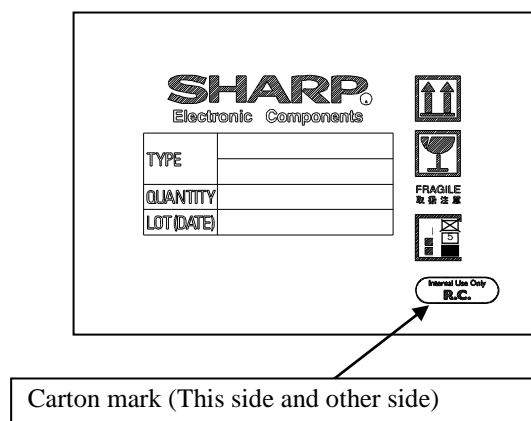 SHARP
Electronic Components
TYPE
QUANTITY
LOT(DATE)
FRAGILE
取扱注意
5
Internal Use Only
R.C.
Carton mark (This side and other side)